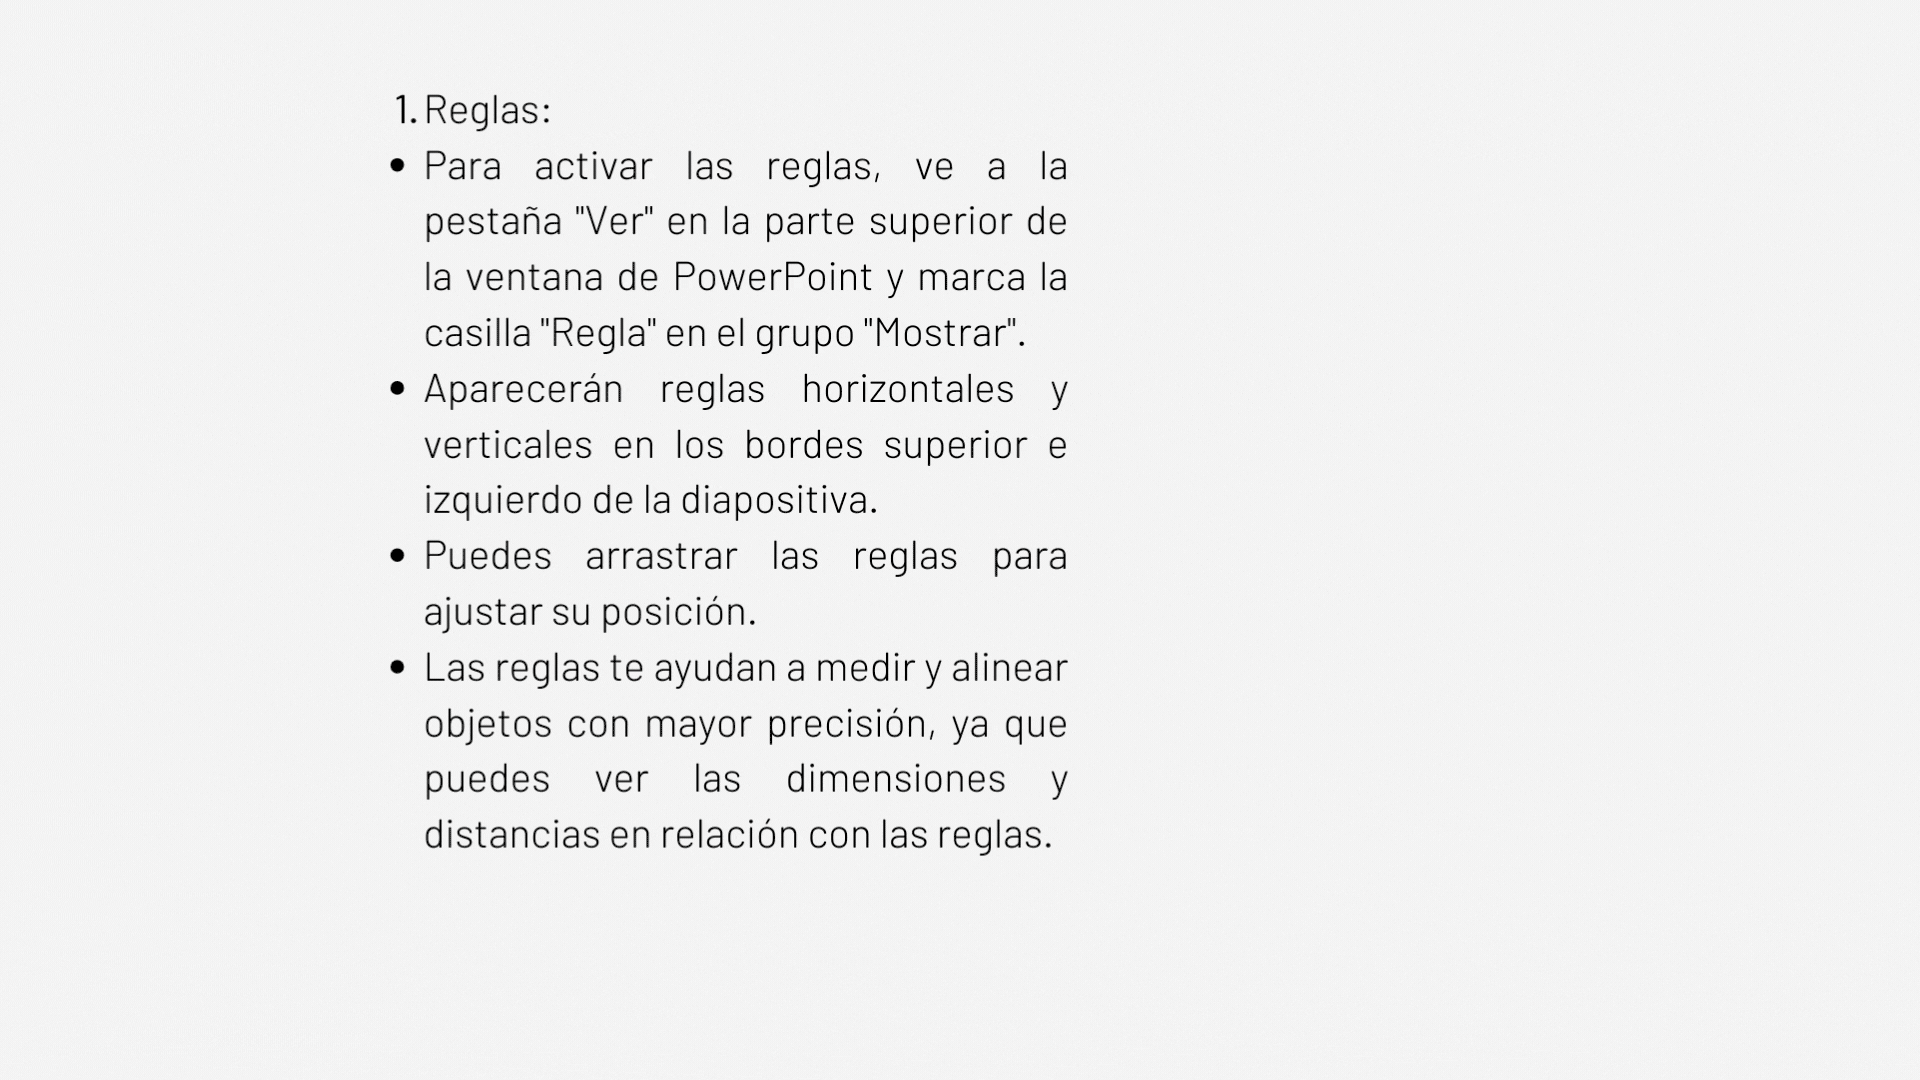 1. Reglas:
• Para activar las reglas, ve a la
pestaña "Ver" en la parte superior de
la ventana de PowerPoint y marca la
casilla "Regla" en el grupo "Mostrar".
• Aparecerán reglas horizontales y
verticales en los bordes superior e
izquierdo de la diapositiva.
• Puedes arrastrar las reglas para
ajustar su posición.
• Las reglas te ayudan a medir y alinear
objetos con mayor precisión, ya que
puedes ver las dimensiones y
distancias en relación con las reglas.